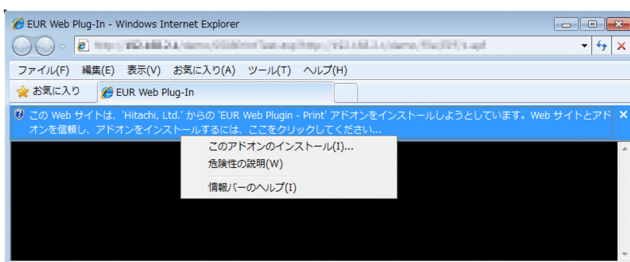 EUR Web Plug-In - Windows Internet Explorer
ファイル(F) 編集(E) 表示(V) お気に入り(A) ツール(T) ヘルプ(H)
お気に入り EUR Web Plug-In
この Web サイトは、'Hitachi, Ltd.' からの 'EUR Web Plugin - Print' アドオンをインストールしようとしています。Web サイトとアド
オンを信頼し、アドオンをインストールするには、ここをクリックしてください...
このアドオンのインストール(I)...
危険性の説明(W)
情報バーのヘルプ(I)